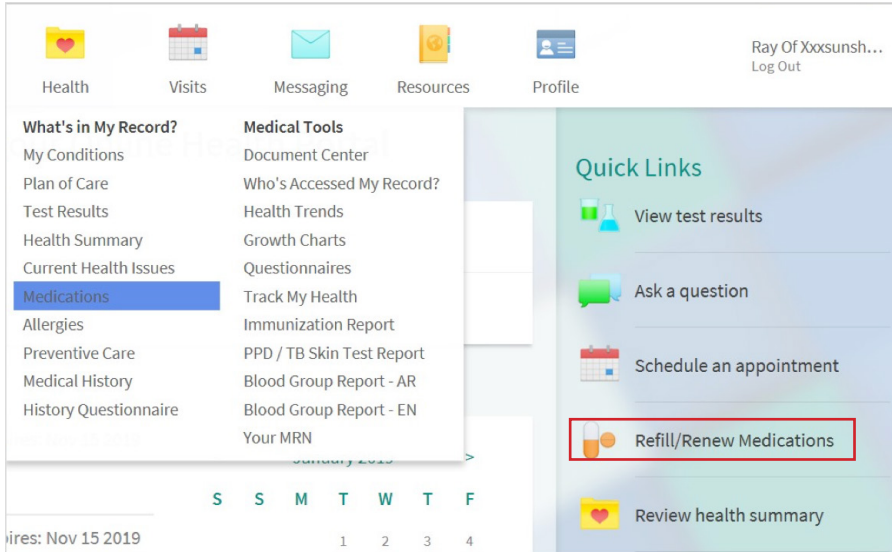 Health
Visits
Messaging
Resources
Profile
Ray Of Xxxsunsh...
Log Out
What's in My Record?
My Conditions
Plan of Care
Test Results
Health Summary
Current Health Issues
Medications
Allergies
Preventive Care
Medical History
History Questionnaire
Medical Tools
Document Center
Who's Accessed My Record?
Health Trends
Growth Charts
Questionnaires
Track My Health
Immunization Report
PPD / TB Skin Test Report
Blood Group Report - AR
Blood Group Report - EN
Your MRN
January 2019 >
S S M T W T F
1 2 3 4
ires: Nov 15 2019
Quick Links
View test results
Ask a question
Schedule an appointment
Refill/Renew Medications
Review health summary